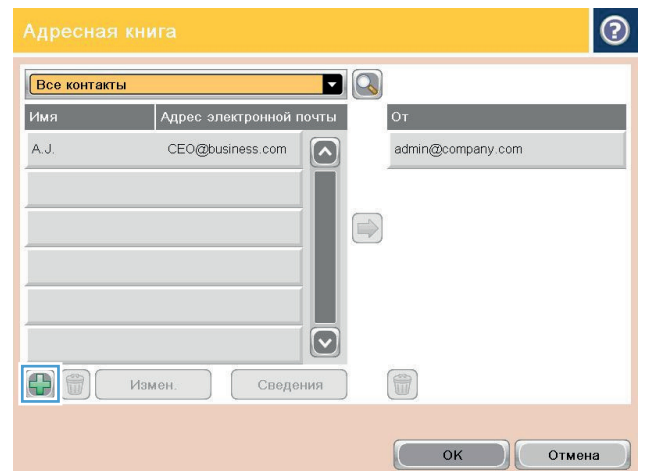 Адресная книга
Все контакты
Имя Адрес электронной почты От
A.J. CEO@business.com admin@company.com
Измен. Сведения
OK Отмена